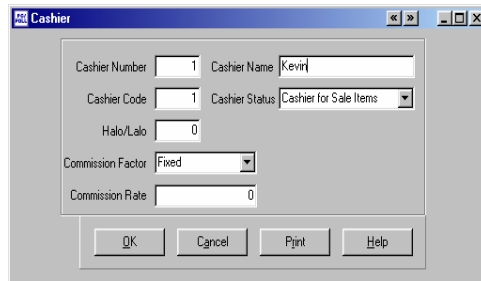 Cashier
Cashier Number 1 Cashier Name Kevin
Cashier Code 1 Cashier Status Cashier for Sale Items
Halo/Lalo 0
Commission Factor Fixed
Commission Rate 0
OK Cancel Print Help